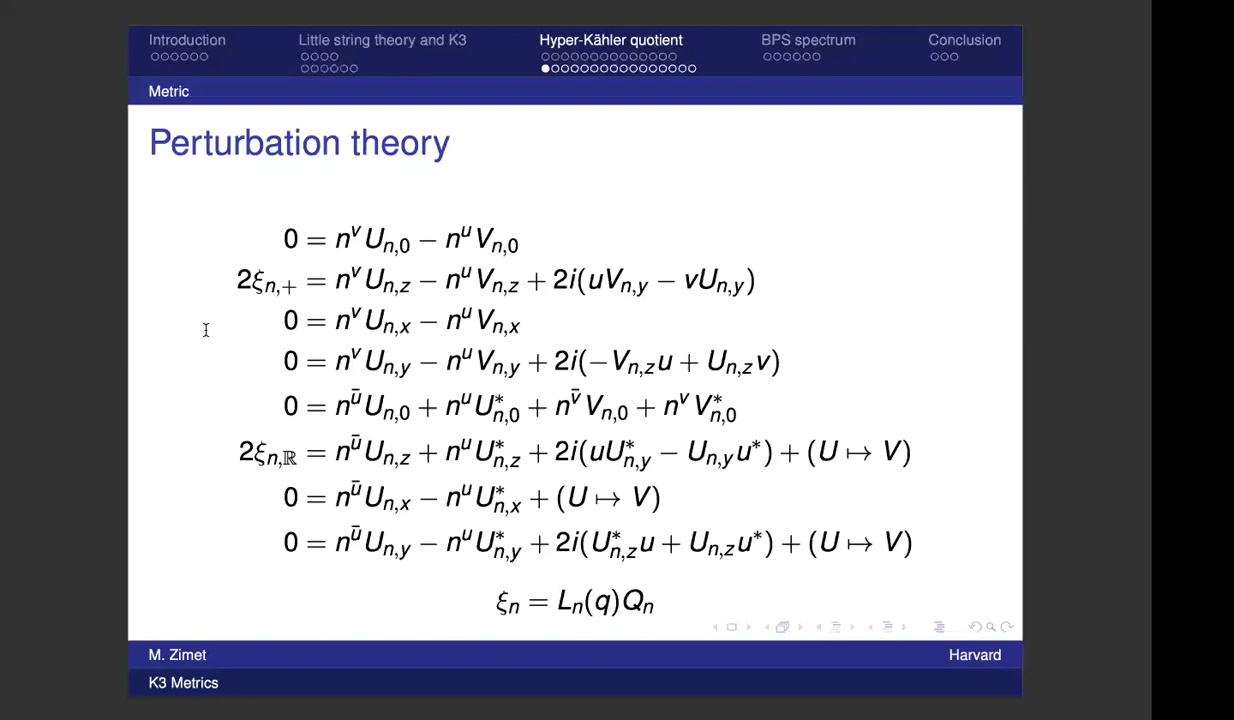 Introduction
Little string theory and K3
Hyper-Kähler quotient
BPS spectrum
Conclusion
Metric
Perturbation theory
0 = n^v U_{n,0} − n^u V_{n,0}
2ξ_{n,+} = n^v U_{n,z} − n^u V_{n,z} + 2i(uV_{n,y} − vU_{n,y})
0 = n^v U_{n,x} − n^u V_{n,x}
0 = n^v U_{n,y} − n^u V_{n,y} + 2i(−V_{n,z}u + U_{n,z}v)
0 = n^ū U_{n,0} + n^u U*_{n,0} + n^v̄ V_{n,0} + n^v V*_{n,0}
2ξ_{n,ℝ} = n^ū U_{n,z} + n^u U*_{n,z} + 2i(uU*_{n,y} − U_{n,y}u*) + (U ↦ V)
0 = n^ū U_{n,x} − n^u U*_{n,x} + (U ↦ V)
0 = n^ū U_{n,y} − n^u U*_{n,y} + 2i(U*_{n,z}u + U_{n,z}u*) + (U ↦ V)
ξ_n = L_n(q)Q_n
M. Zimet
Harvard
K3 Metrics